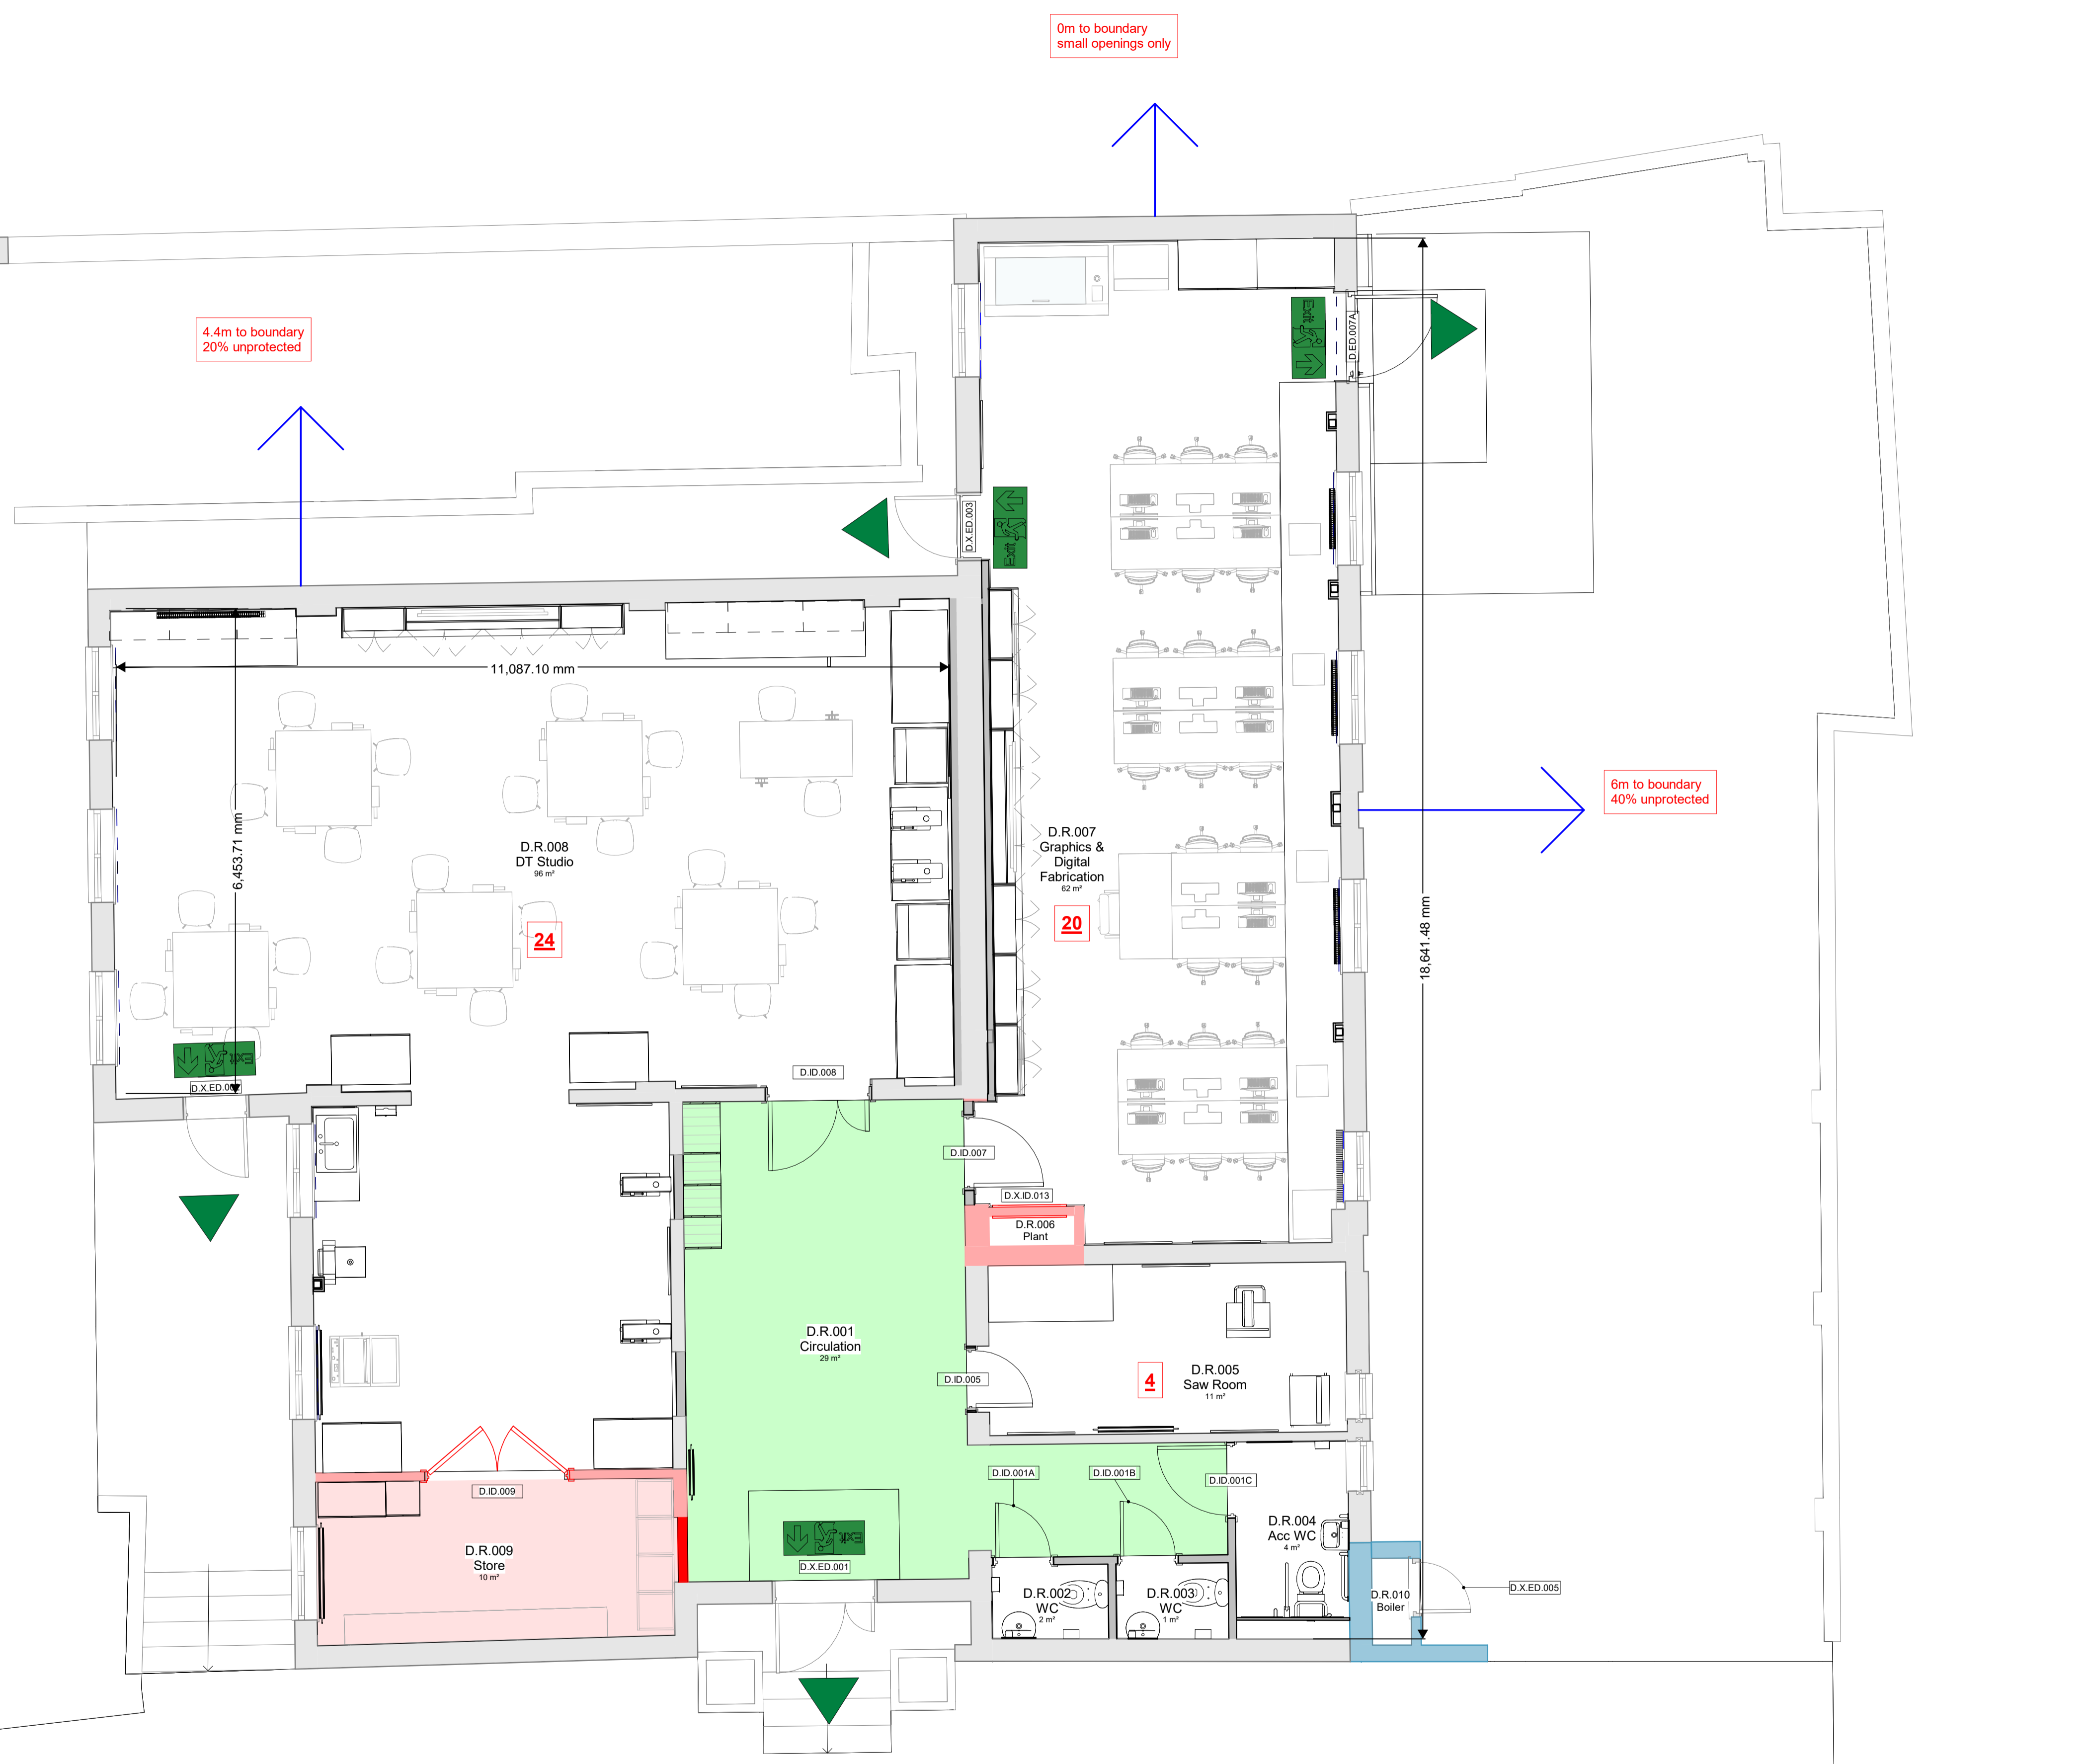 0m to boundary
small openings only
4.4m to boundary
20% unprotected
Exit
D.ED.007A
D.X.ED.003
Exit
11,087.10 mm
6,453.71 mm
D.R.008
DT Studio
96 m²
24
D.R.007
Graphics &
Digital
Fabrication
62 m²
20
6m to boundary
40% unprotected
18,641.48 mm
Exit
D.ID.008
D.ID.007
D.X.ID.013
D.R.006
Plant
D.R.001
Circulation
29 m²
D.ID.005
4
D.R.005
Saw Room
11 m²
D.ID.001A
D.ID.001B
D.ID.001C
D.ID.009
D.R.009
Store
10 m²
Exit
D.X.ED.001
D.R.004
Acc WC
4 m²
D.R.002
WC
2 m²
D.R.003
WC
1 m²
D.R.010
Boiler
D.X.ED.005